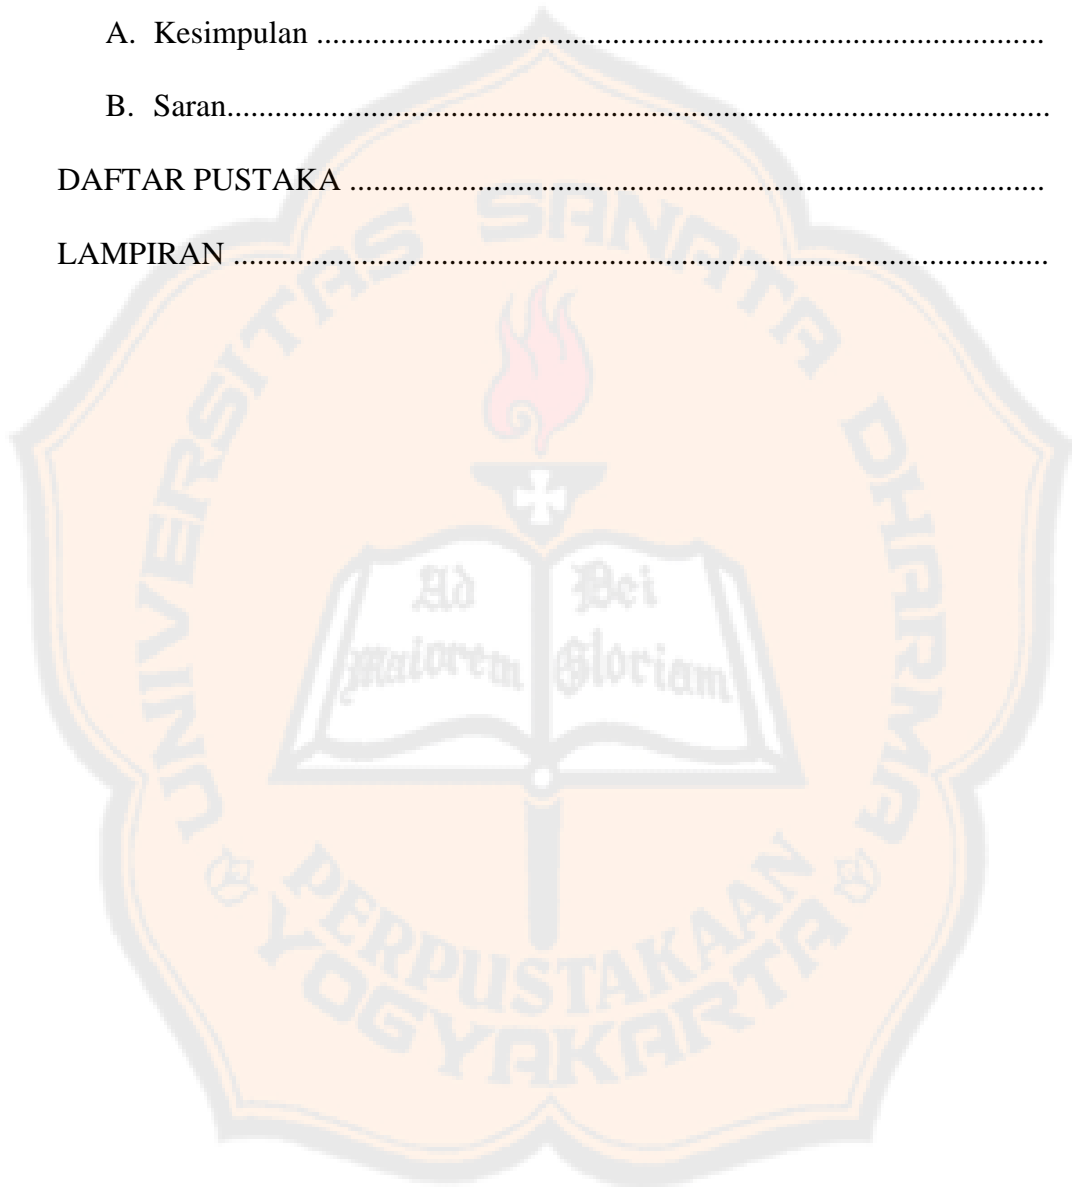 A. Kesimpulan ...........................................................................................
B. Saran.......................................................................................................
DAFTAR PUSTAKA .......................................................................................
LAMPIRAN ......................................................................................................
UNIVERSITAS SANATA DHARMA
Ad Dei
maiorem Gloriam
PERPUSTAKAAN
YOGYAKARTA